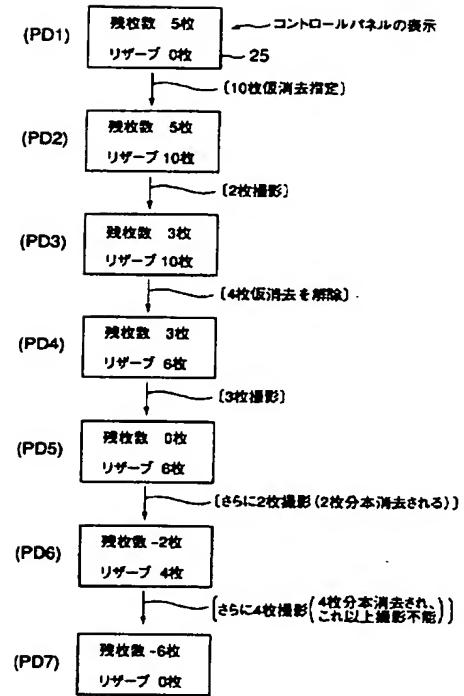 (PD1)
残枚数 5枚
リザーブ 0枚
コントロールパネルの表示
25
〔10枚仮消去指定〕
(PD2)
残枚数 5枚
リザーブ 10枚
〔2枚撮影〕
(PD3)
残枚数 3枚
リザーブ 10枚
〔4枚仮消去を解除〕
(PD4)
残枚数 3枚
リザーブ 6枚
〔3枚撮影〕
(PD5)
残枚数 0枚
リザーブ 6枚
〔さらに2枚撮影(2枚分本消去される)〕
(PD6)
残枚数 -2枚
リザーブ 4枚
〔さらに4枚撮影(4枚分本消去され、
これ以上撮影不能)〕
(PD7)
残枚数 -6枚
リザーブ 0枚